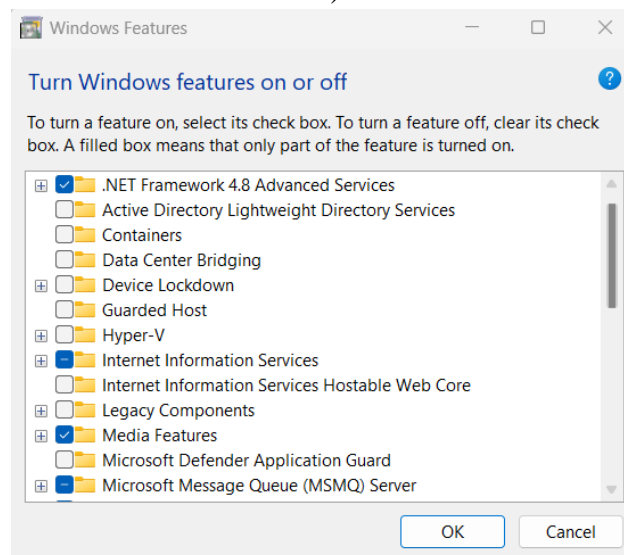 Windows Features
Turn Windows features on or off
?
To turn a feature on, select its check box. To turn a feature off, clear its check
box. A filled box means that only part of the feature is turned on.
.NET Framework 4.8 Advanced Services
Active Directory Lightweight Directory Services
Containers
Data Center Bridging
Device Lockdown
Guarded Host
Hyper-V
Internet Information Services
Internet Information Services Hostable Web Core
Legacy Components
Media Features
Microsoft Defender Application Guard
Microsoft Message Queue (MSMQ) Server
OK Cancel